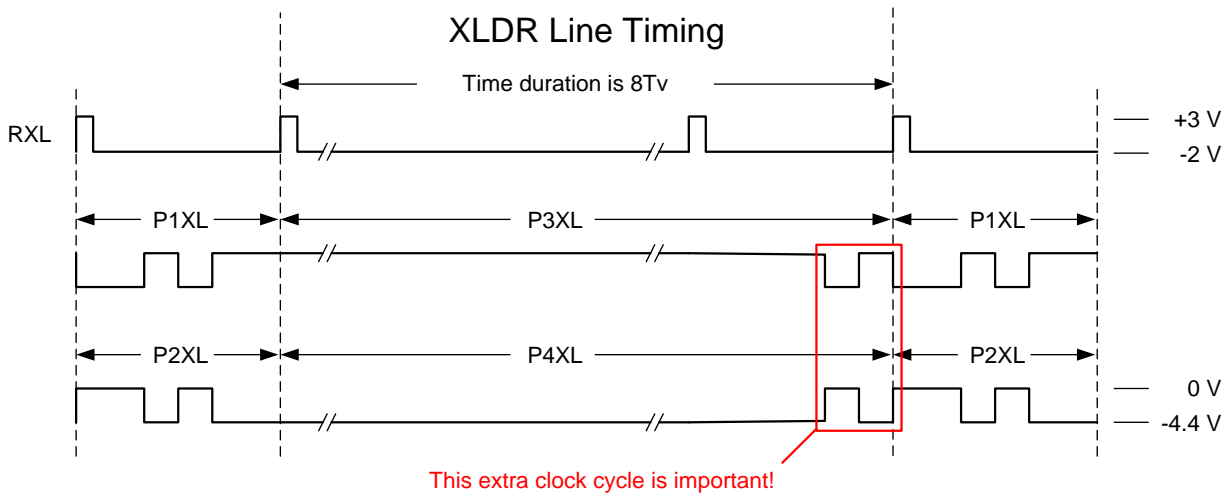 XLDR Line Timing
Time duration is 8Tv
RXL
+3 V
-2 V
P1XL
P3XL
P1XL
P2XL
P4XL
P2XL
0 V
-4.4 V
This extra clock cycle is important!